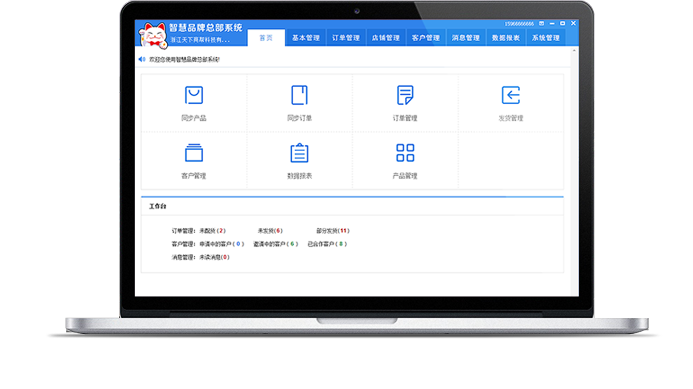 智慧品牌总部系统
浙江天下商帮科技有...
首页 基本管理 订单管理 店铺管理 客户管理 消息管理 数据报表 系统管理
欢迎您使用智慧品牌总部系统!
同步产品 同步订单 订单管理 发货管理
客户管理 数据报表 产品管理
工作台
订单管理: 未配货(2) 未发货(6) 部分发货(11)
客户管理: 申请中的客户(0) 邀请中的客户(6) 已合作客户(8)
消息管理: 未读消息(0)